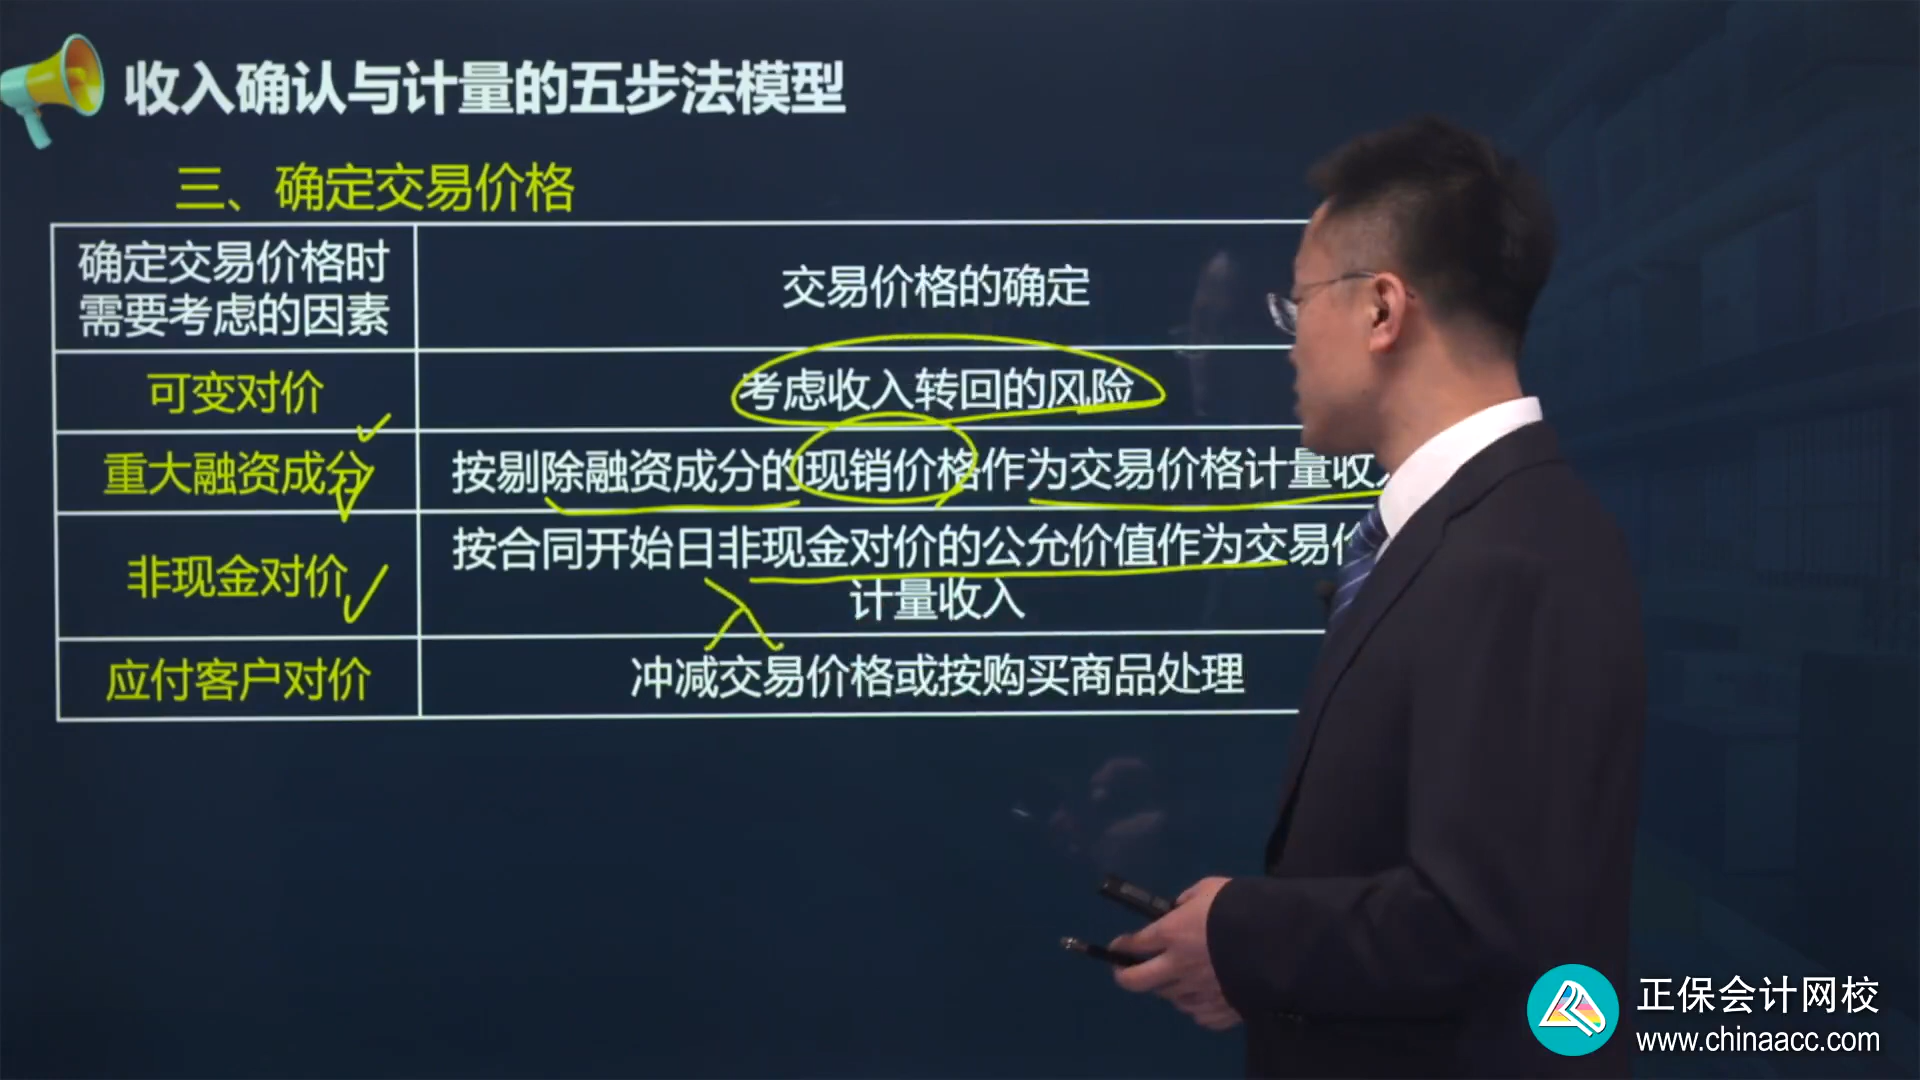 收入确认与计量的五步法模型
三、确定交易价格
确定交易价格时
需要考虑的因素
交易价格的确定
可变对价
考虑收入转回的风险
重大融资成分
按剔除融资成分的现销价格作为交易价格计量收入
非现金对价
按合同开始日非现金对价的公允价值作为交易价
计量收入
应付客户对价
冲减交易价格或按购买商品处理
正保会计网校
www.chinaacc.com